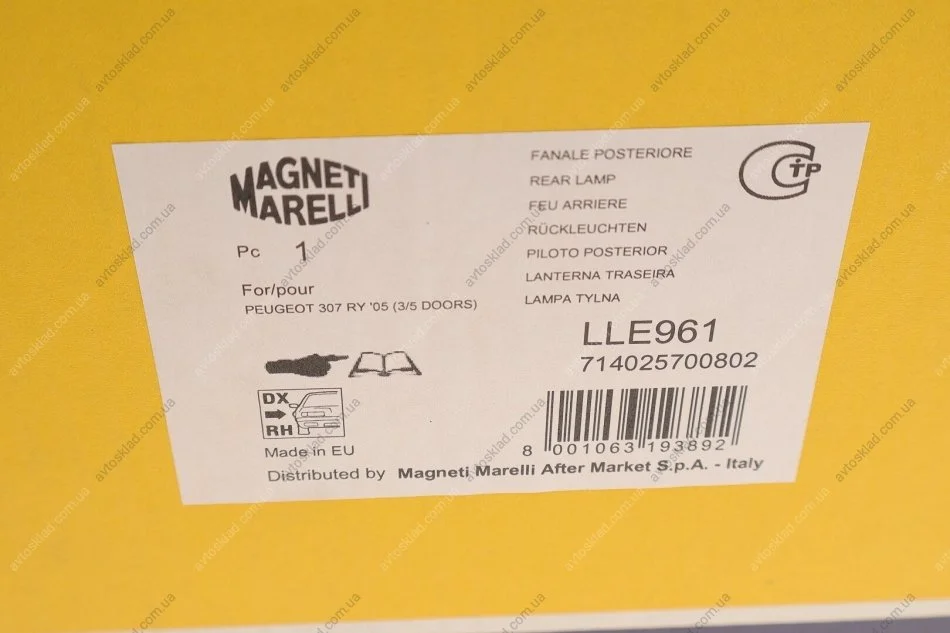 MAGNETI
MARELLI
Pc 1
For/pour
PEUGEOT 307 RY '05 (3/5 DOORS)
DX
RH
Made in EU
Distributed by Magneti Marelli After Market S.p.A. - Italy
FANALE POSTERIORE
REAR LAMP
FEU ARRIERE
RÜCKLEUCHTEN
PILOTO POSTERIOR
LANTERNA TRASEIRA
LAMPA TYLNA
LLE961
714025700802
8 001063 193892
avtosklad.com.ua